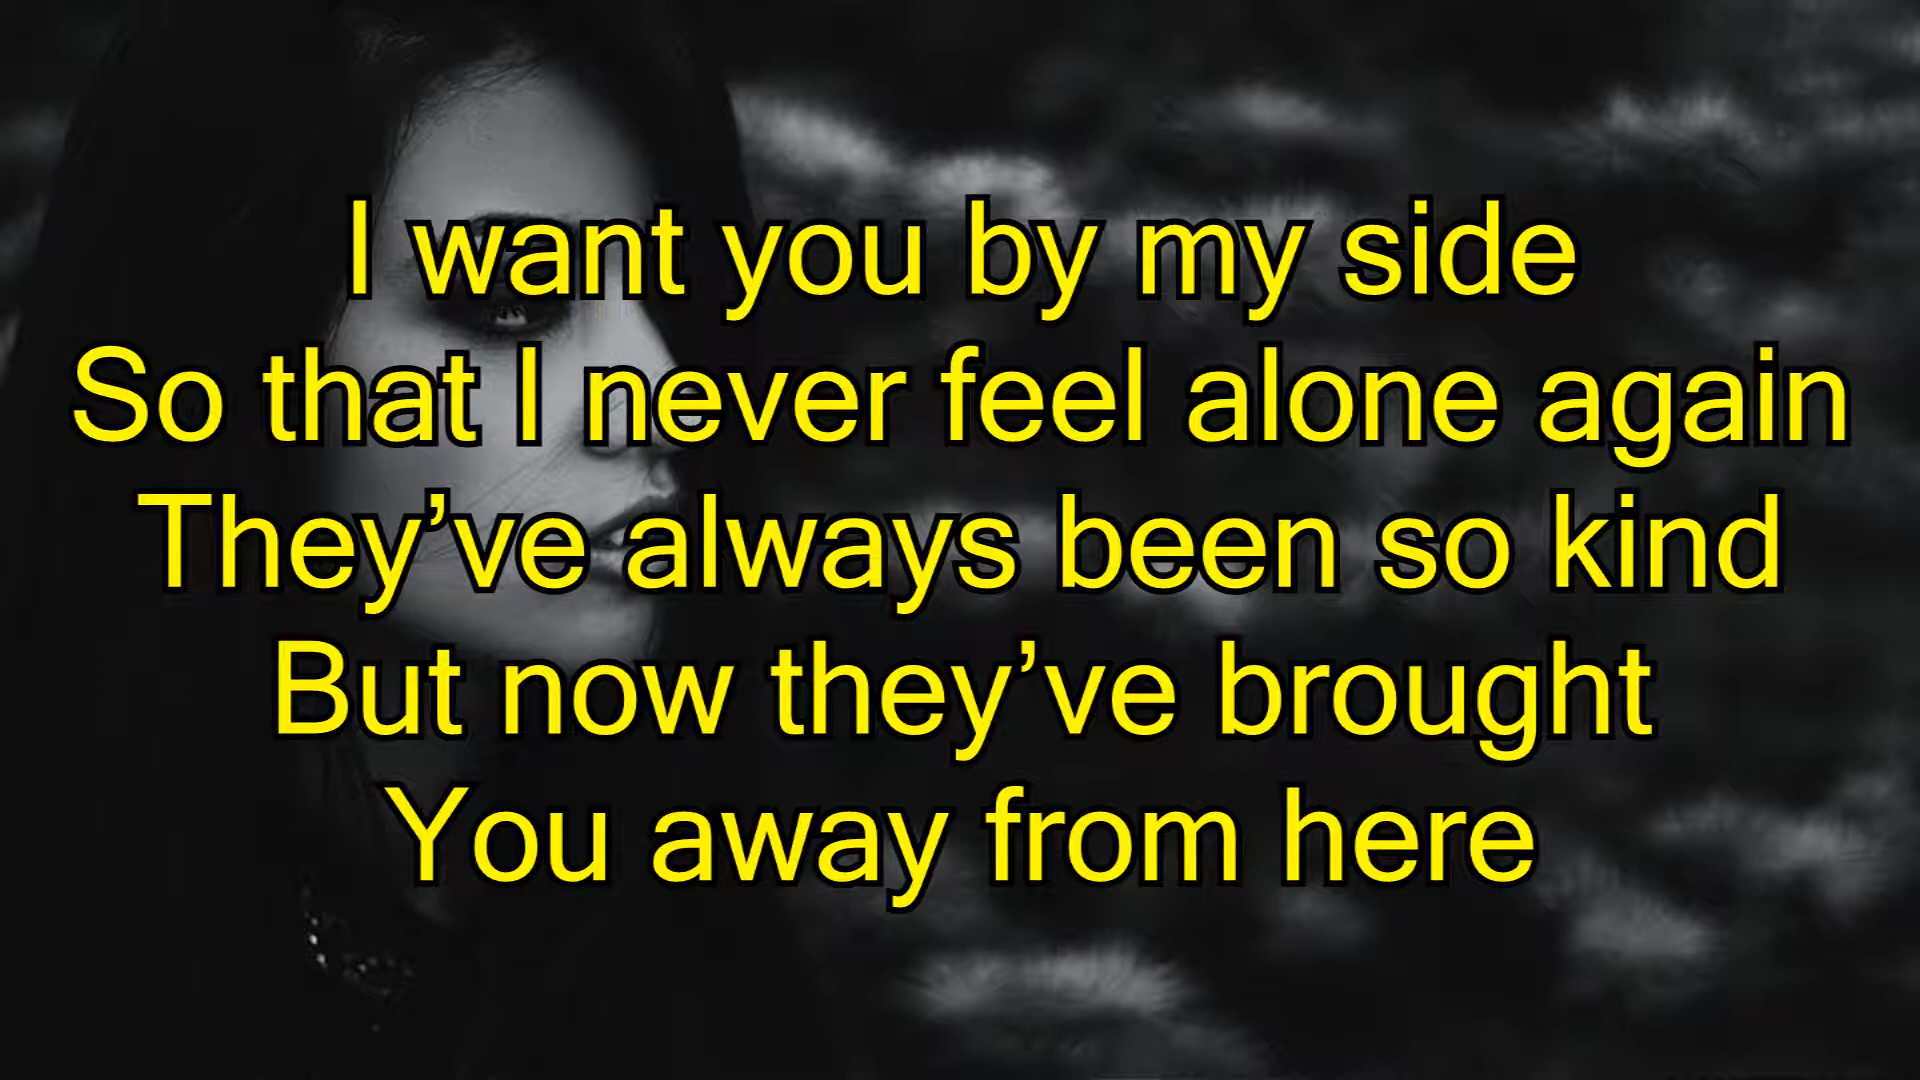 I want you by my side
So that I never feel alone again
They’ve always been so kind
But now they’ve brought
You away from here